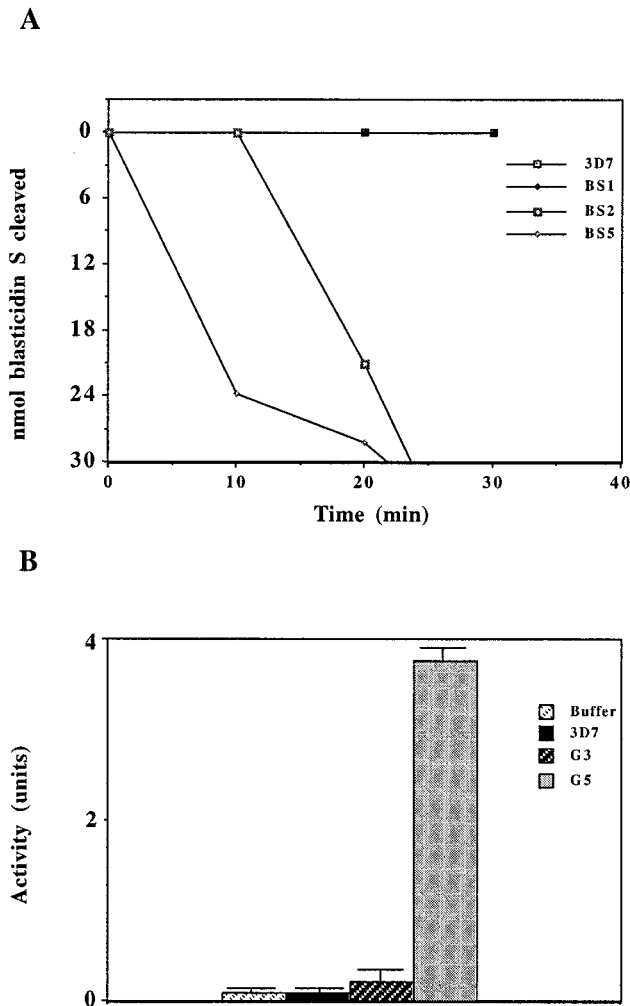 A
nmol blasticidin S cleaved
0
6
12
18
24
30
3D7
BS1
BS2
BS5
0 10 20 30 40
Time (min)
B
Activity (units)
4
2
0
Buffer
3D7
G3
G5